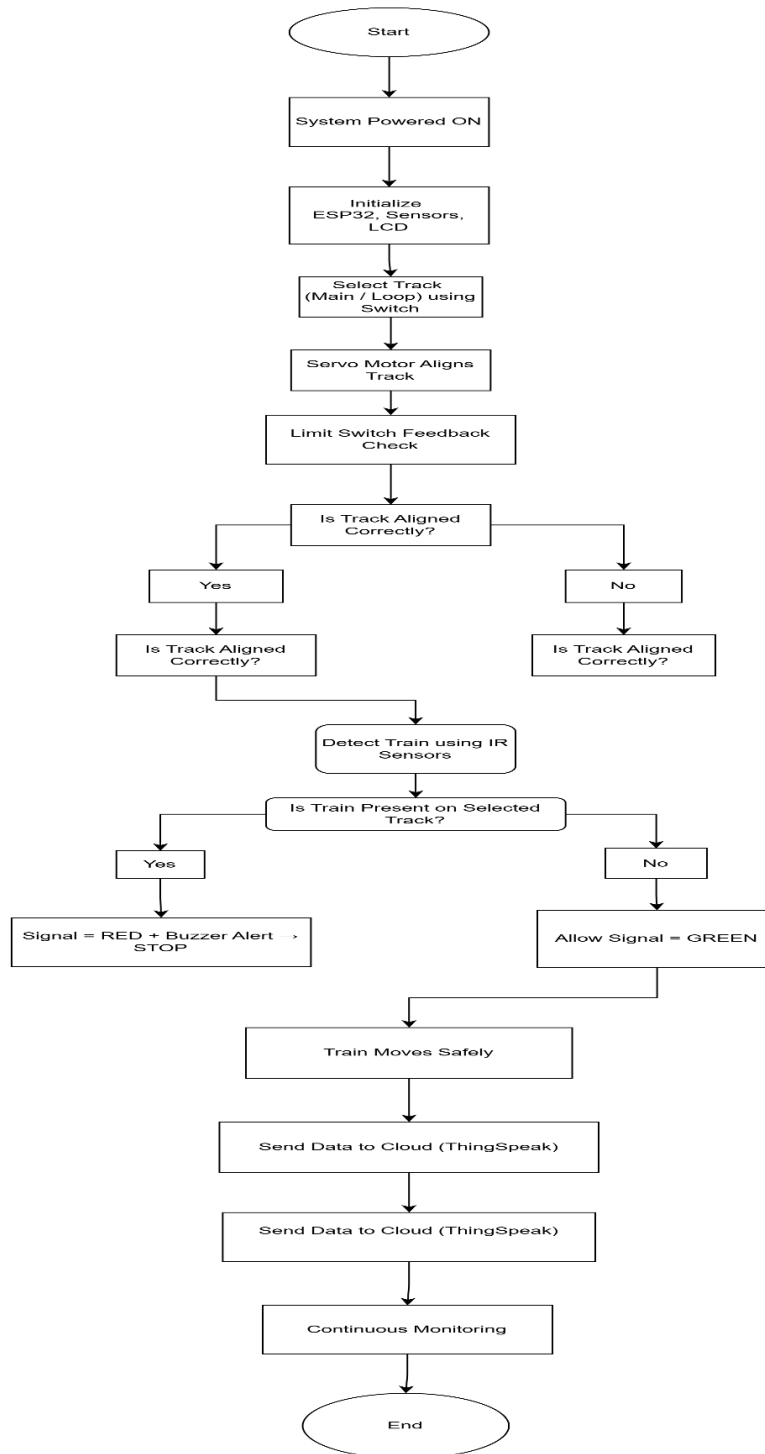 Start
System Powered ON
Initialize
ESP32, Sensors,
LCD
Select Track
(Main / Loop) using
Switch
Servo Motor Aligns
Track
Limit Switch Feedback
Check
Is Track Aligned
Correctly?
Yes
No
Is Track Aligned
Correctly?
Is Track Aligned
Correctly?
Detect Train using IR
Sensors
Is Train Present on Selected
Track?
Yes
No
Signal = RED + Buzzer Alert →
STOP
Allow Signal = GREEN
Train Moves Safely
Send Data to Cloud (ThingSpeak)
Send Data to Cloud (ThingSpeak)
Continuous Monitoring
End